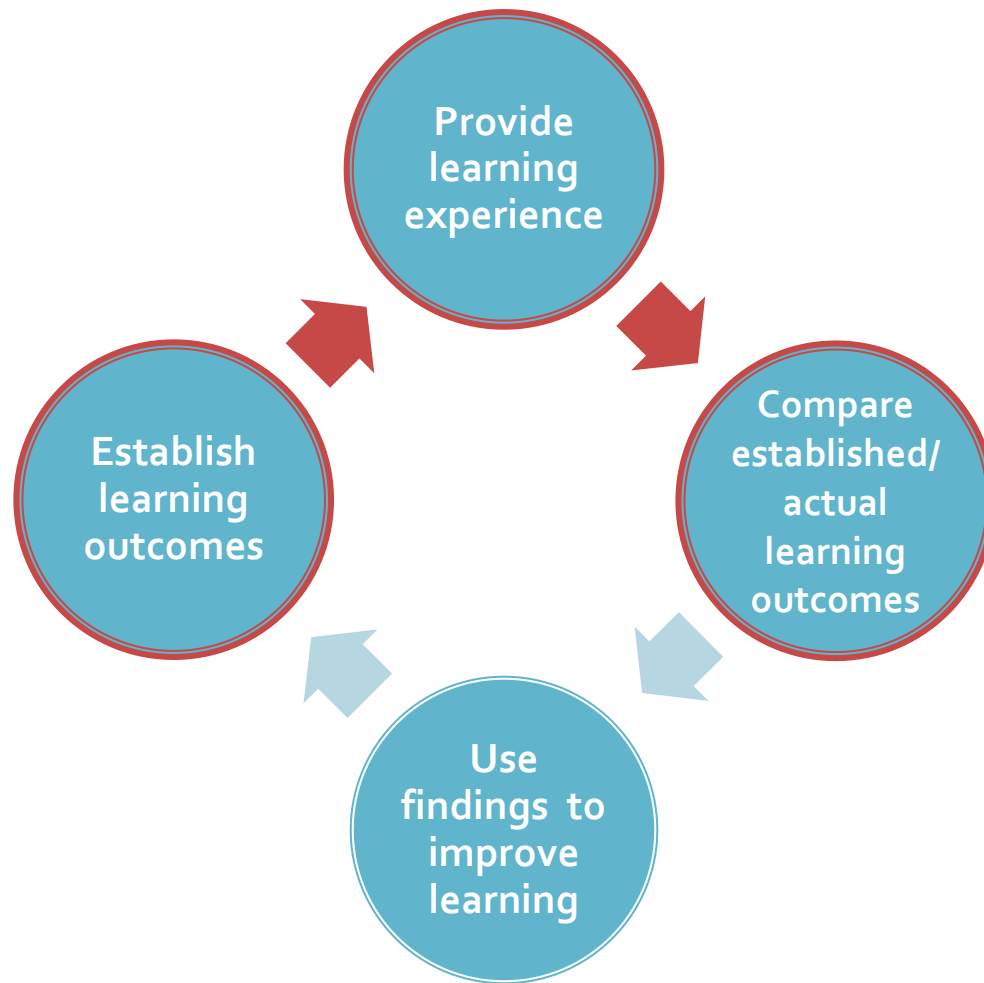 Provide
learning
experience
Compare
established/
actual
learning
outcomes
Establish
learning
outcomes
Use
findings to
improve
learning